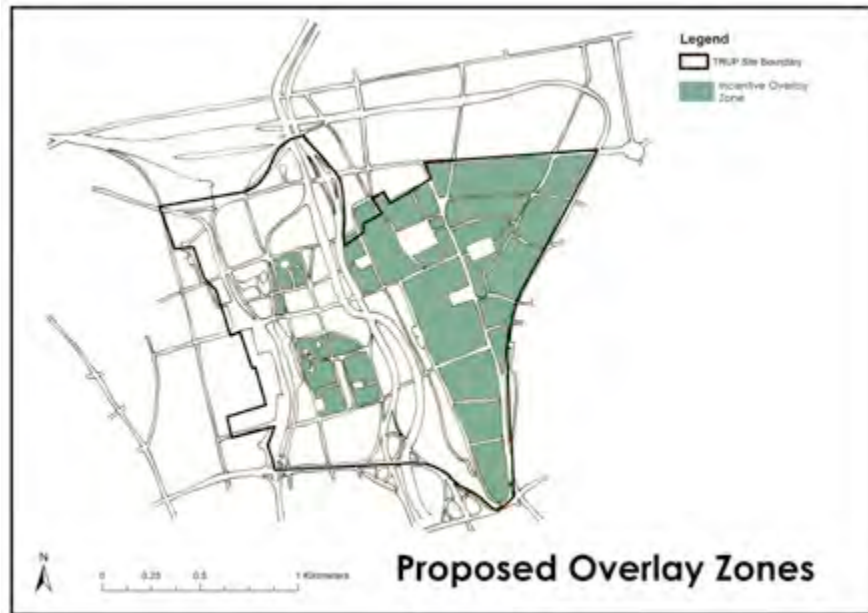 Legend
TRUP Site Boundary
Incentive Overlay
Zone
N
0 0.25 0.5 1 Kilometers
Proposed Overlay Zones